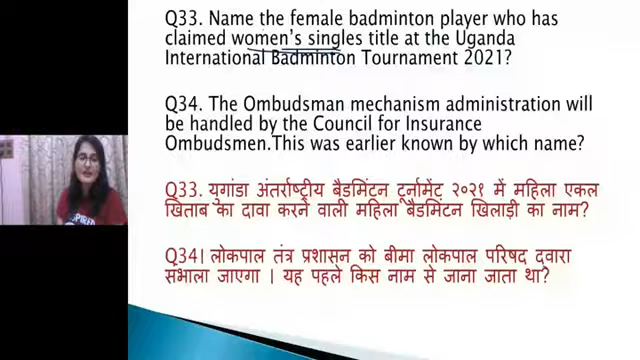 Q33. Name the female badminton player who has
claimed women's singles title at the Uganda
International Badminton Tournament 2021?
Q34. The Ombudsman mechanism administration will
be handled by the Council for Insurance
Ombudsmen.This was earlier known by which name?
Q33. युगांडा अंतर्राष्ट्रीय बैडमिंटन टूर्नामेंट २०२१ में महिला एकल
खिताब का दावा करने वाली महिला बैडमिंटन खिलाड़ी का नाम?
Q34। लोकपाल तंत्र प्रशासन को बीमा लोकपाल परिषद द्वारा
संभाला जाएगा । यह पहले किस नाम से जाना जाता था?